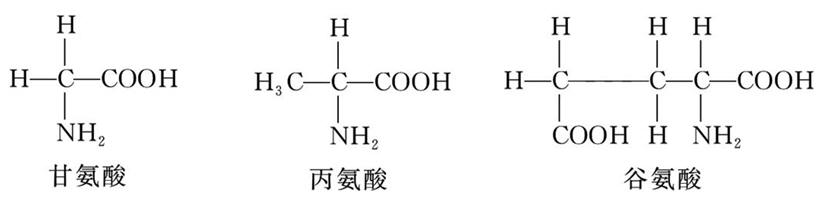 H H H H
H—C—COOH H₃C—C—COOH H—C——C—C—COOH
NH₂ NH₂ COOH H NH₂
甘氨酸 丙氨酸 谷氨酸